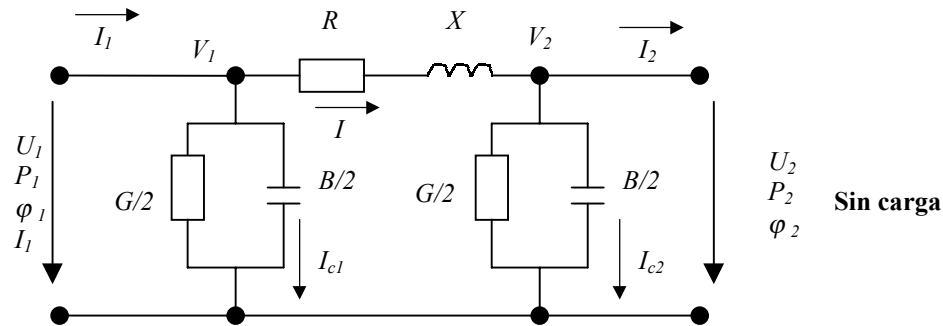 I1
R
X
V1
V2
I2
I
U1
P1
φ 1
I1
G/2
B/2
Ic1
G/2
B/2
Ic2
U2
P2
φ 2
Sin carga